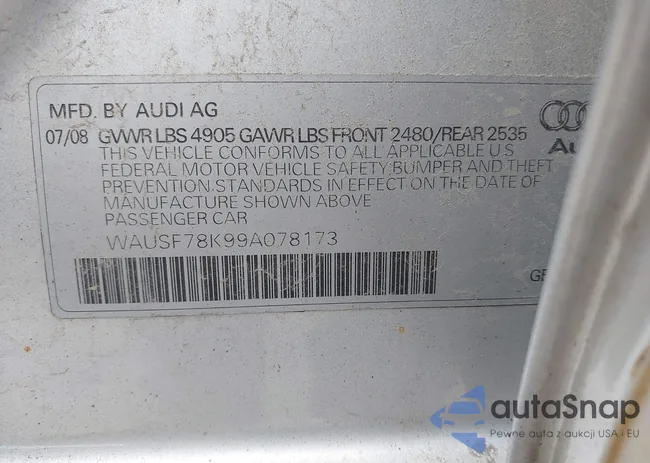 MFD. BY AUDI AG
07/08 GVWR LBS 4905 GAWR LBS FRONT 2480/REAR 2535
THIS VEHICLE CONFORMS TO ALL APPLICABLE U S
FEDERAL MOTOR VEHICLE SAFETY, BUMPER AND THEFT
PREVENTION STANDARDS IN EFFECT ON THE DATE OF
MANUFACTURE SHOWN ABOVE
PASSENGER CAR
WAUSF78K99A078173
autaSnap
Pewne auta z aukcji USA i EU